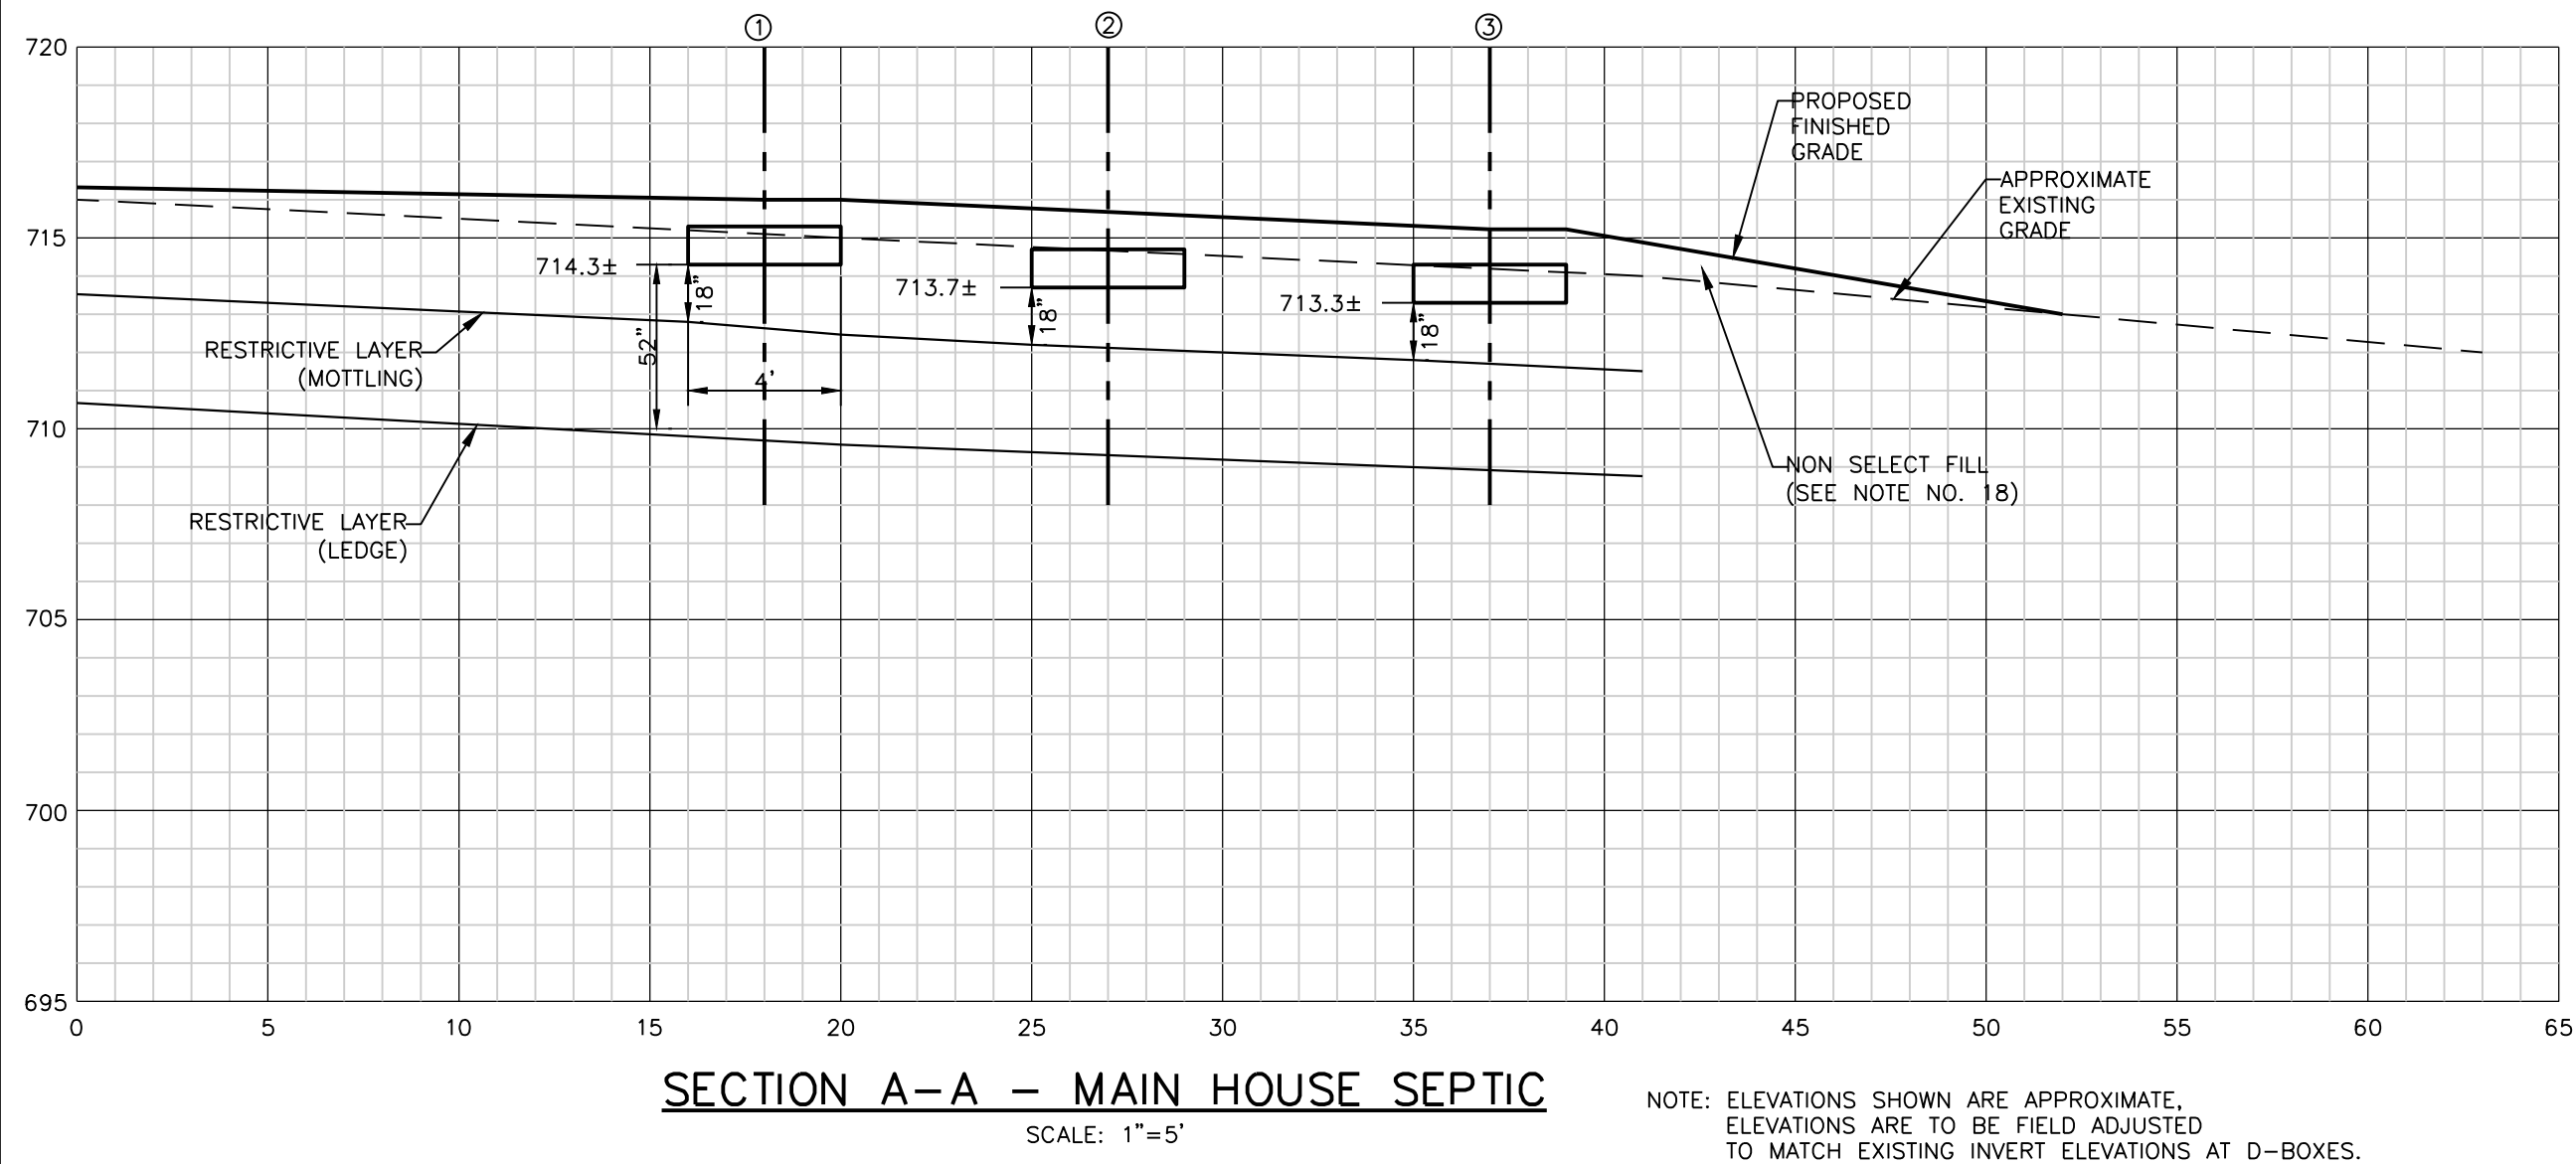 ① ② ③
720
715
710
705
700
695
PROPOSED
FINISHED
GRADE
APPROXIMATE
EXISTING
GRADE
714.3±
713.7±
713.3±
18"
18"
18"
52"
4'
RESTRICTIVE LAYER
(MOTTLING)
RESTRICTIVE LAYER
(LEDGE)
NON SELECT FILL
(SEE NOTE NO. 18)
0 5 10 15 20 25 30 35 40 45 50 55 60 65
SECTION A-A - MAIN HOUSE SEPTIC
SCALE: 1"=5'
NOTE: ELEVATIONS SHOWN ARE APPROXIMATE,
ELEVATIONS ARE TO BE FIELD ADJUSTED
TO MATCH EXISTING INVERT ELEVATIONS AT D-BOXES.